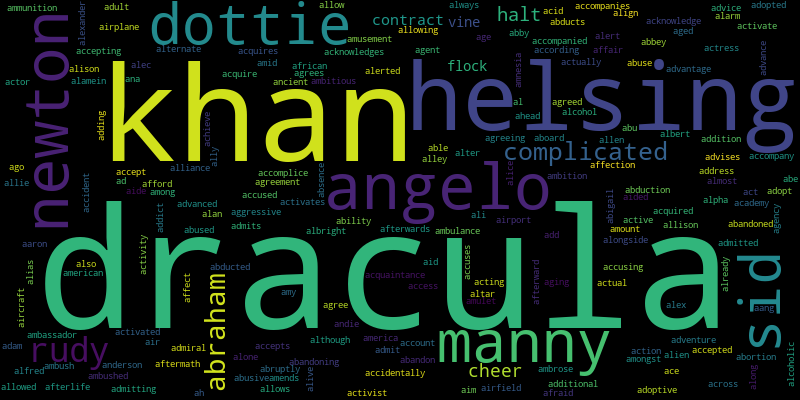 ammunition adult alexander allow always acid accompanies acknowledge advice adopted
airplane dottie contract halt vine abducts align aged alarm activate
alternate acquires amusement allowing abby accompanied according alert affair abbey actress
accepting alison alec acknowledges agent age actually abuse advance
newton khan amid african agrees alerted flock amnesia helsing advantage
actor alamein ana acquire ancient ambitious
adding achieve al agreed alcohol abu albert addition
ahead agreeing aboard allen
ago ally able alley alter complicated advises accompany
accept alliance accomplice absence affection address abe
allie ad afford agreement angelo alice ambition abduction almost
aide among accused activates aided act adopt
accident addict advanced aggressive ability ali airport abigail active acquired alpha academy
aaron abused alan admits albright afterwards ambulance amount allison agency abandoned
also activity dracula add alongside admitted
alias american abducted acquaintance aid accuses acting afterward aging accusing already sid
aircraft affect abraham amy access altar actual
agree amulet alex aang
ambassador activated andie america manny adventure
adam air admiral accepts although admit account action alien accepted
rudy alone abandoning abandon amongst abortion
alfred ambush anderson aftermath abruptly alive accidentally cheer ambrose ace along alcoholic
ambushed abusive amends
allowed afterlife admitting ah allows activist aim airfield additional afraid adoptive across